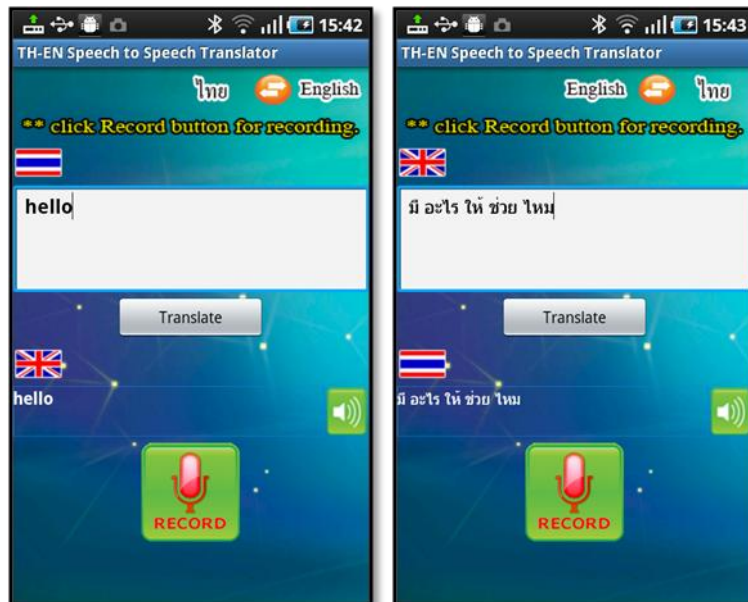 15:42
TH-EN Speech to Speech Translator
ไทย English
** click Record button for recording.
hello
Translate
hello
RECORD
15:43
TH-EN Speech to Speech Translator
English ไทย
** click Record button for recording.
มี อะไร ให้ ช่วย ไหม
Translate
มี อะไร ให้ ช่วย ไหม
RECORD